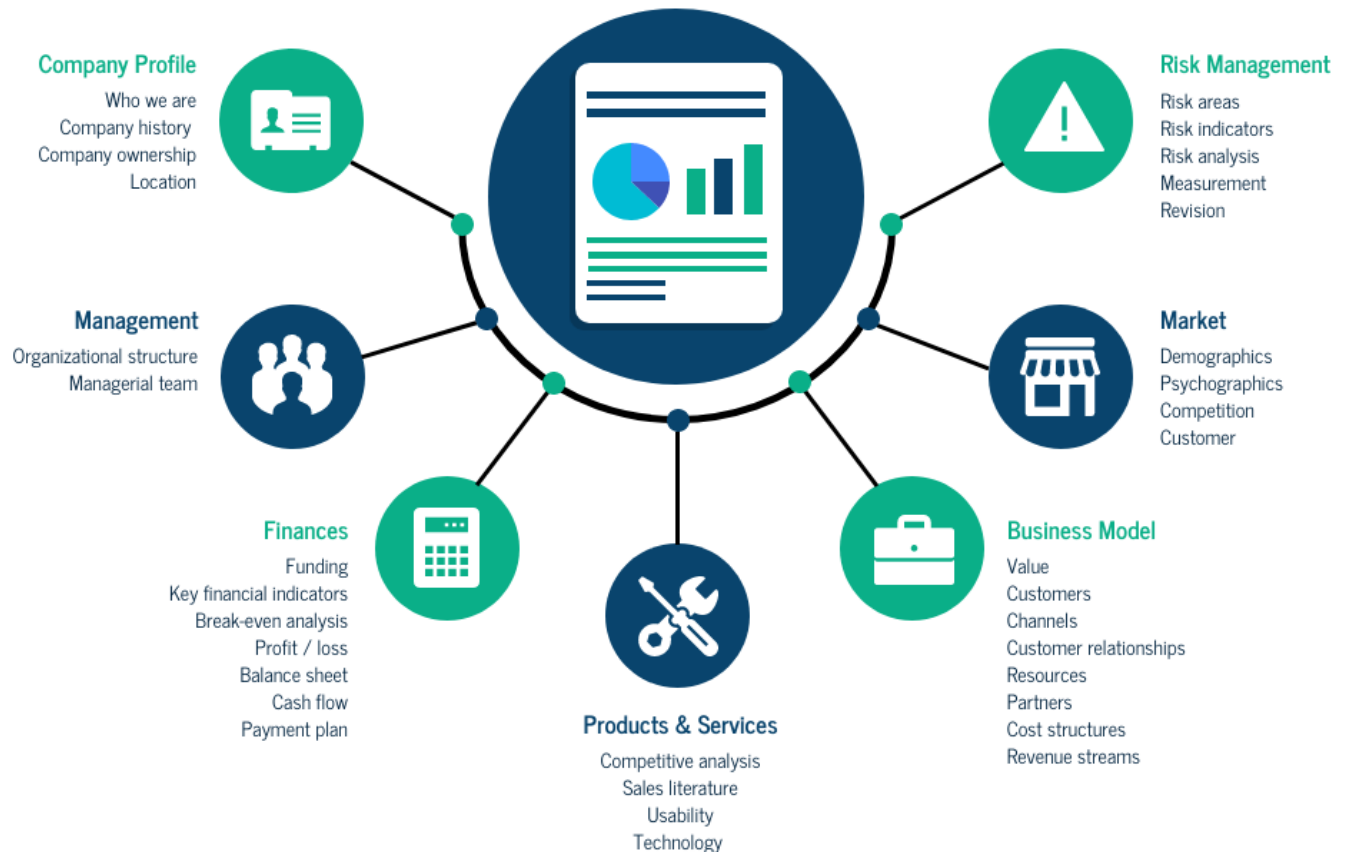 Company Profile
Who we are
Company history
Company ownership
Location
Management
Organizational structure
Managerial team
Finances
Funding
Key financial indicators
Break-even analysis
Profit / loss
Balance sheet
Cash flow
Payment plan
Products & Services
Competitive analysis
Sales literature
Usability
Technology
Business Model
Value
Customers
Channels
Customer relationships
Resources
Partners
Cost structures
Revenue streams
Market
Demographics
Psychographics
Competition
Customer
Risk Management
Risk areas
Risk indicators
Risk analysis
Measurement
Revision